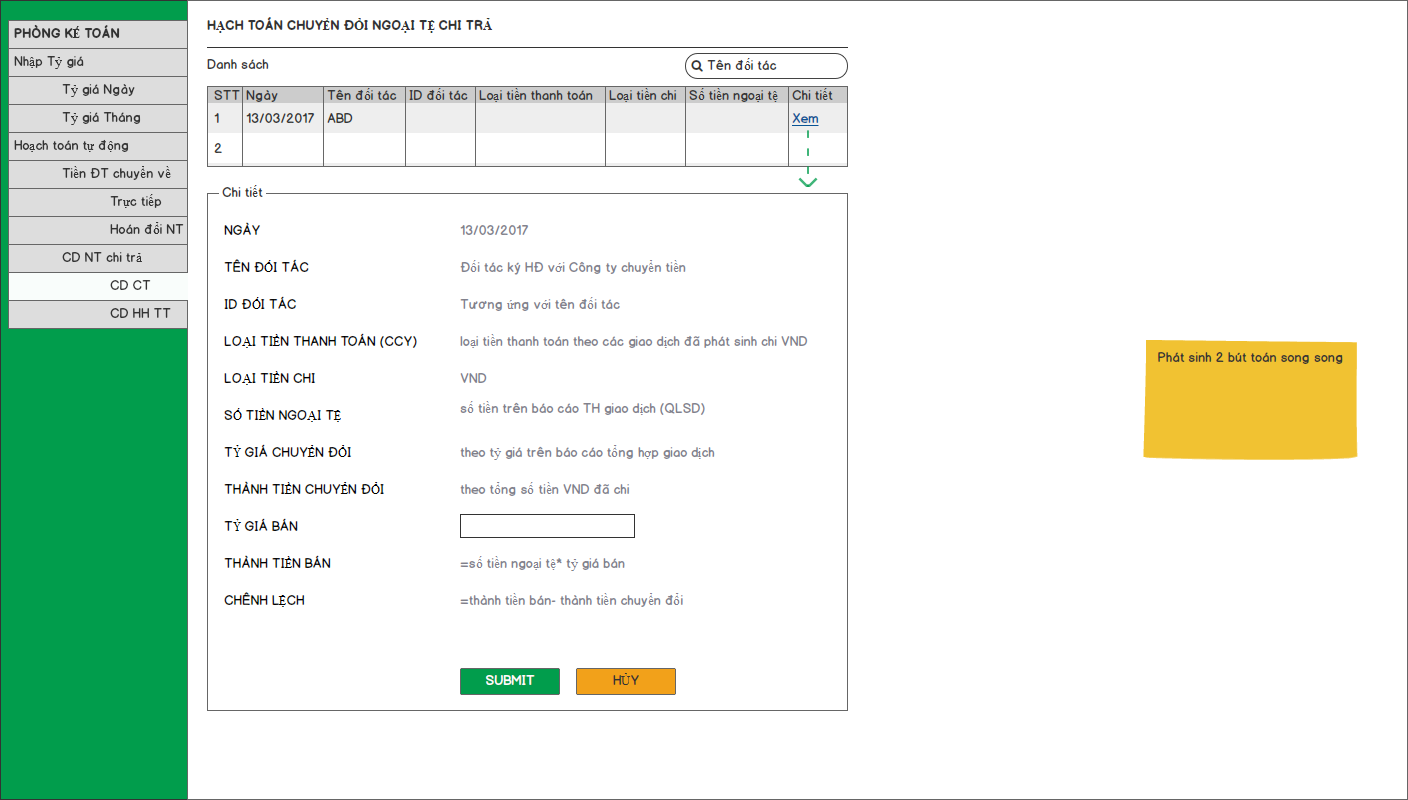 PHÒNG KẾ TOÁN
Nhập Tỷ giá
Tỷ giá Ngày
Tỷ giá Tháng
Hoạch toán tự động
Tiền ĐT chuyển về
Trực tiếp
Hoán đổi NT
CD NT chi trả
CD CT
CD HH TT
HẠCH TOÁN CHUYỂN ĐỔI NGOẠI TỆ CHI TRẢ
Danh sách
Tên đối tác
STT Ngày Tên đối tác ID đối tác Loại tiền thanh toán Loại tiền chi Số tiền ngoại tệ Chi tiết
1 13/03/2017 ABD Xem
2
Chi tiết
NGÀY 13/03/2017
TÊN ĐỐI TÁC Đối tác ký HĐ với Công ty chuyển tiền
ID ĐỐI TÁC Tương ứng với tên đối tác
LOẠI TIỀN THANH TOÁN (CCY) loại tiền thanh toán theo các giao dịch đã phát sinh chi VND
LOẠI TIỀN CHI VND
SỐ TIỀN NGOẠI TỆ số tiền trên báo cáo TH giao dịch (QLSD)
TỶ GIÁ CHUYỂN ĐỔI theo tỷ giá trên báo cáo tổng hợp giao dịch
THÀNH TIỀN CHUYỂN ĐỔI theo tổng số tiền VND đã chi
TỶ GIÁ BÁN
THÀNH TIỀN BÁN =số tiền ngoại tệ* tỷ giá bán
CHÊNH LỆCH =thành tiền bán- thành tiền chuyển đổi
SUBMIT HỦY
Phát sinh 2 bút toán song song